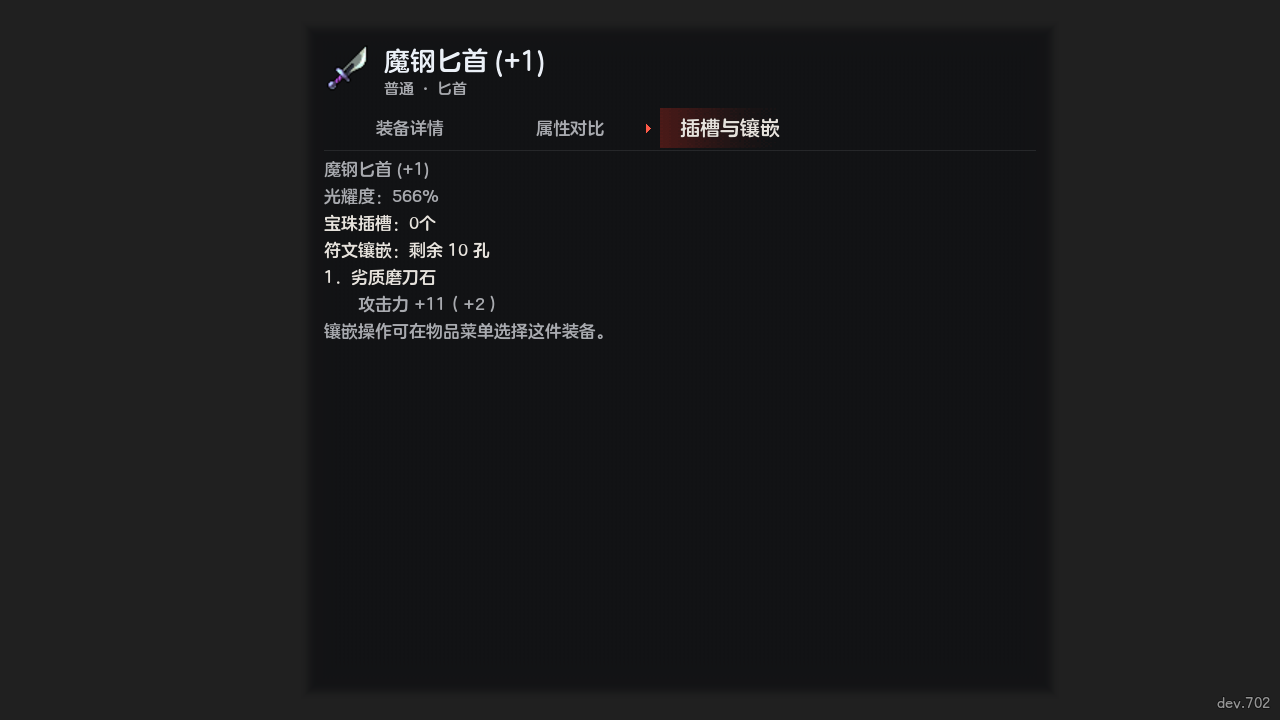 魔钢匕首 (+1)
普通 · 匕首
装备详情 属性对比 插槽与镶嵌
魔钢匕首 (+1)
光耀度：566%
宝珠插槽：0个
符文镶嵌：剩余 10 孔
1．劣质磨刀石
攻击力 +11（+2）
镶嵌操作可在物品菜单选择这件装备。
dev.702